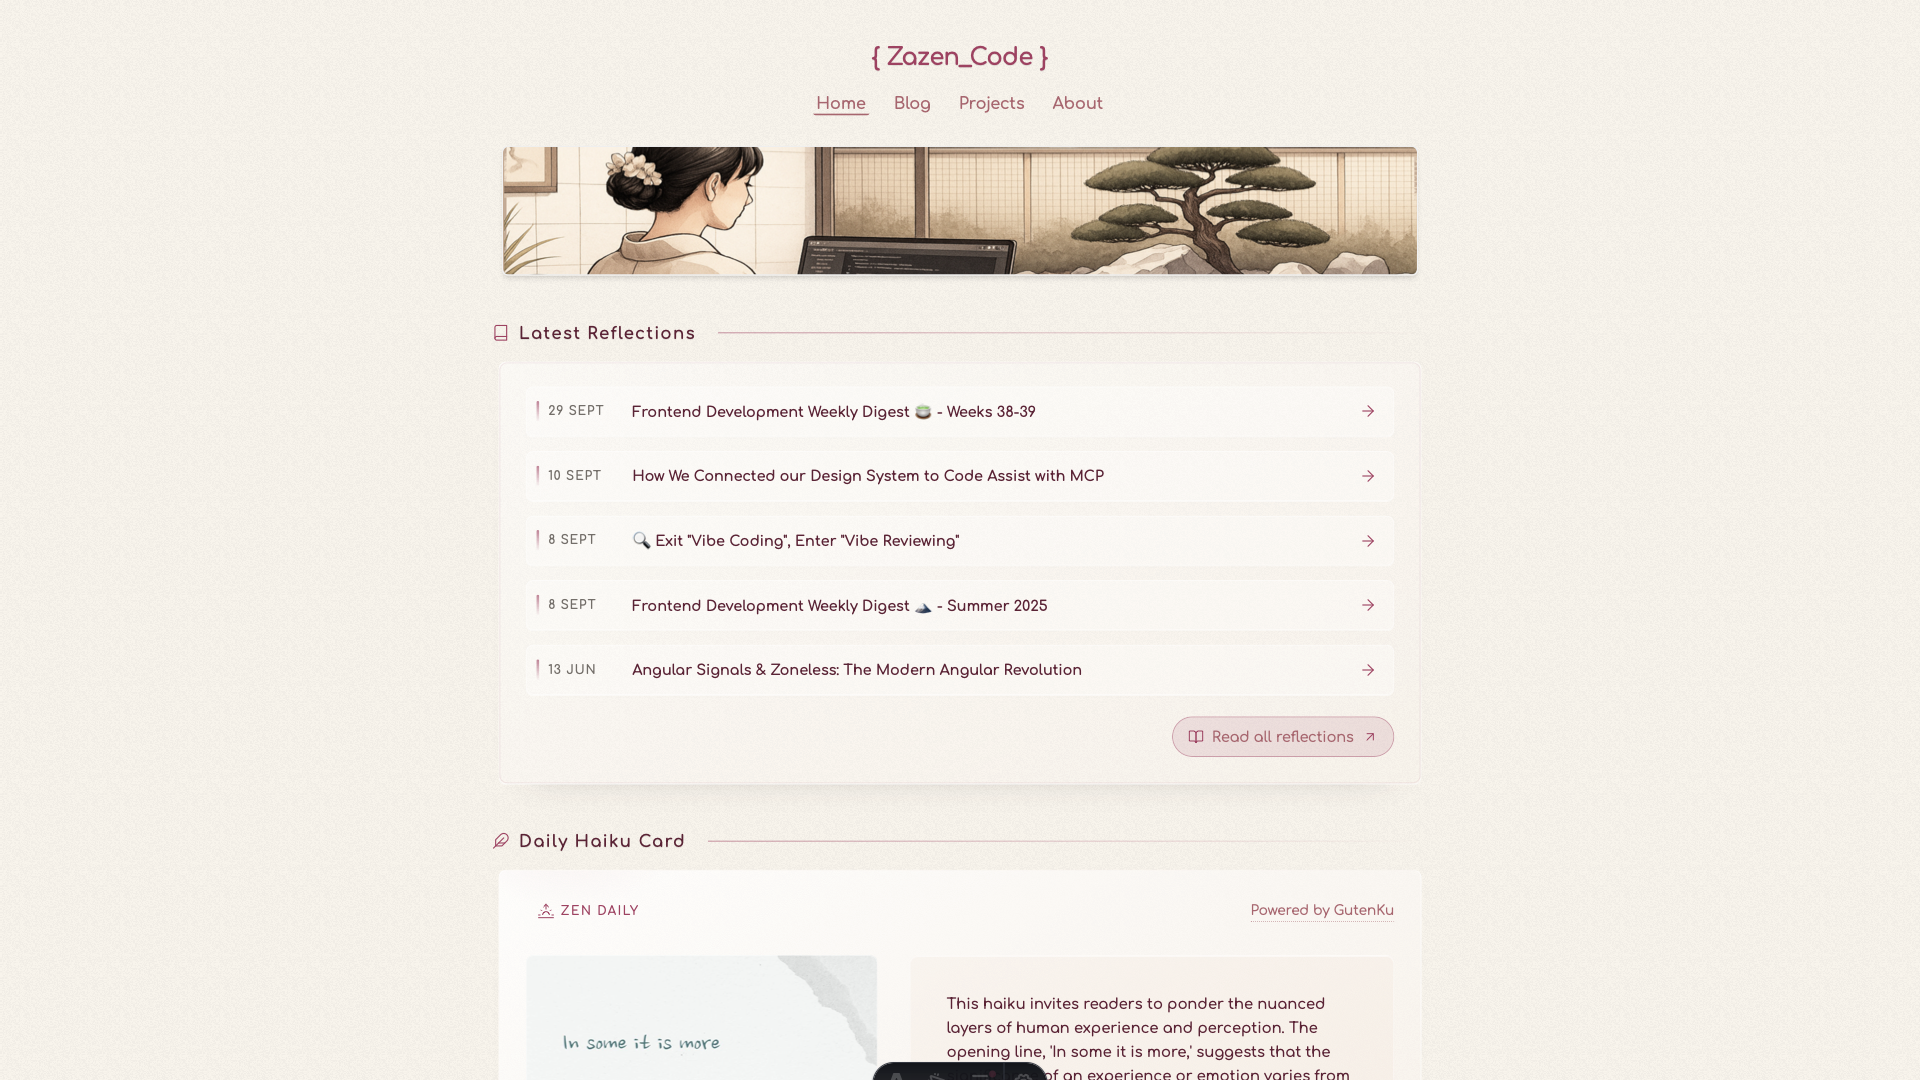 { Zazen_Code }
Home Blog Projects About
Latest Reflections
29 SEPT Frontend Development Weekly Digest 🍵 - Weeks 38-39
10 SEPT How We Connected our Design System to Code Assist with MCP
8 SEPT 🔍 Exit "Vibe Coding", Enter "Vibe Reviewing"
8 SEPT Frontend Development Weekly Digest 🗻 - Summer 2025
13 JUN Angular Signals & Zoneless: The Modern Angular Revolution
Read all reflections
Daily Haiku Card
ZEN DAILY
Powered by GutenKu
In some it is more
This haiku invites readers to ponder the nuanced
layers of human experience and perception. The
opening line, 'In some it is more,' suggests that the
of an experience or emotion varies from